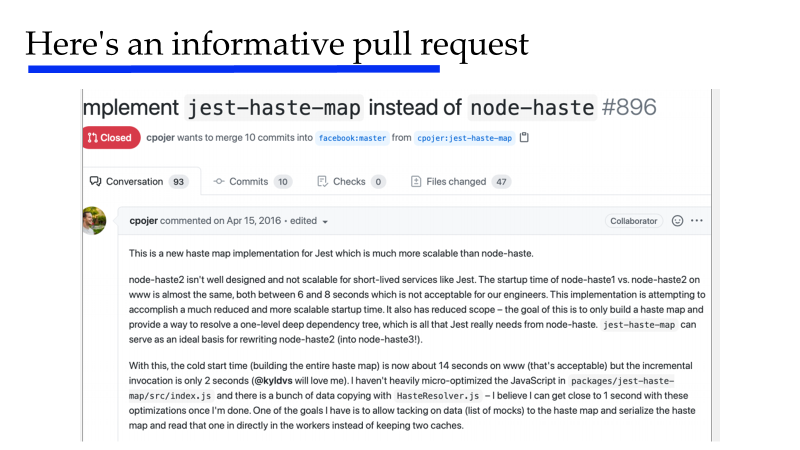 Here's an informative pull request
mplement jest-haste-map instead of node-haste #896
Closed cpojer wants to merge 10 commits into facebook:master from cpojer:jest-haste-map
Conversation 93 Commits 10 Checks 0 Files changed 47
cpojer commented on Apr 15, 2016 • edited Collaborator
This is a new haste map implementation for Jest which is much more scalable than node-haste.
node-haste2 isn't well designed and not scalable for short-lived services like Jest. The startup time of node-haste1 vs. node-haste2 on
www is almost the same, both between 6 and 8 seconds which is not acceptable for our engineers. This implementation is attempting to
accomplish a much reduced and more scalable startup time. It also has reduced scope – the goal of this is to only build a haste map and
provide a way to resolve a one-level deep dependency tree, which is all that Jest really needs from node-haste. jest-haste-map can
serve as an ideal basis for rewriting node-haste2 (into node-haste3!).
With this, the cold start time (building the entire haste map) is now about 14 seconds on www (that's acceptable) but the incremental
invocation is only 2 seconds (@kyldvs will love me). I haven't heavily micro-optimized the JavaScript in packages/jest-haste-
map/src/index.js and there is a bunch of data copying with HasteResolver.js – I believe I can get close to 1 second with these
optimizations once I'm done. One of the goals I have is to allow tacking on data (list of mocks) to the haste map and serialize the haste
map and read that one in directly in the workers instead of keeping two caches.